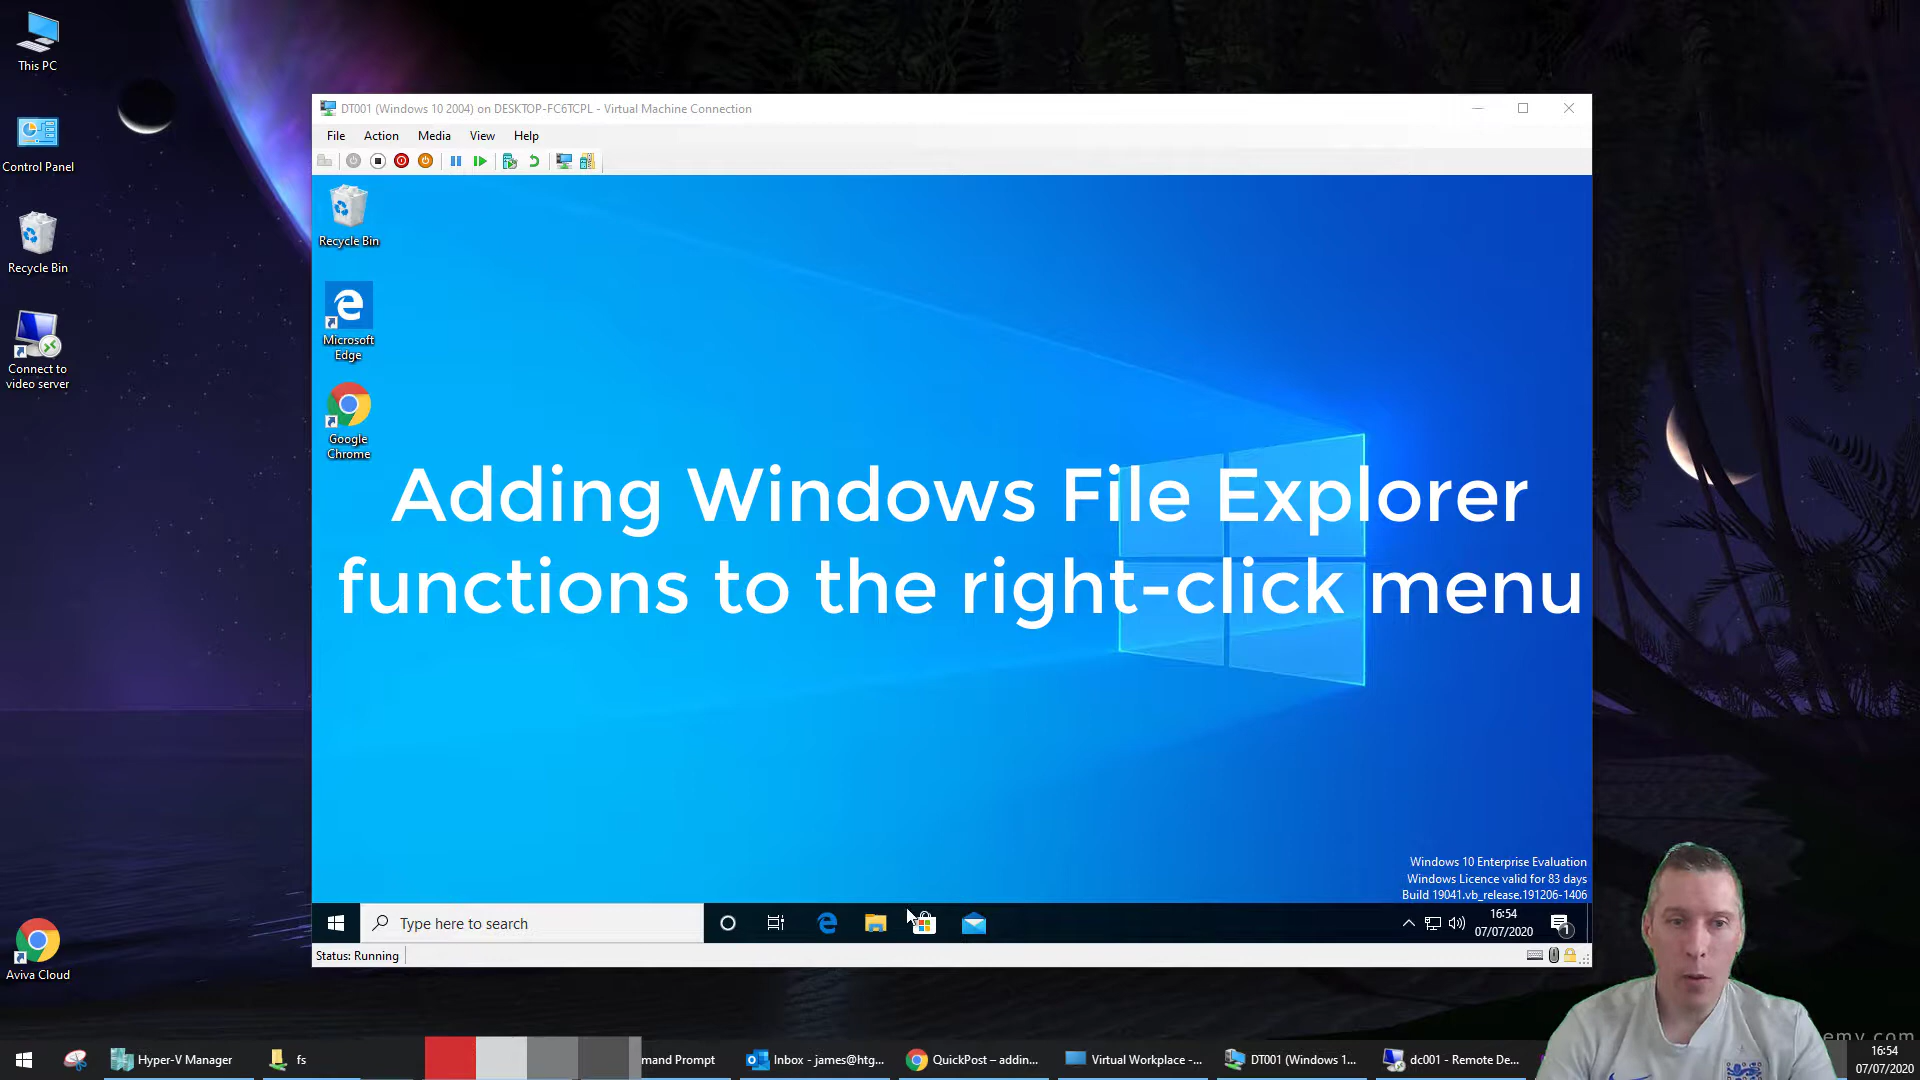 This PC
Control Panel
Recycle Bin
Connect to
video server
Aviva Cloud
DT001 (Windows 10 2004) on DESKTOP-FC6TCPL - Virtual Machine Connection
File Action Media View Help
Recycle Bin
Microsoft
Edge
Google
Chrome
Adding Windows File Explorer
functions to the right-click menu
Windows 10 Enterprise Evaluation
Windows Licence valid for 83 days
Build 19041.vb_release.191206-1406
Type here to search
16:54
07/07/2020
1
Status: Running
emy.com
Hyper-V Manager
fs
mand Prompt
Inbox - james@htg...
QuickPost – addin...
Virtual Workplace -...
DT001 (Windows 1...
dc001 - Remote De...
16:54
07/07/2020